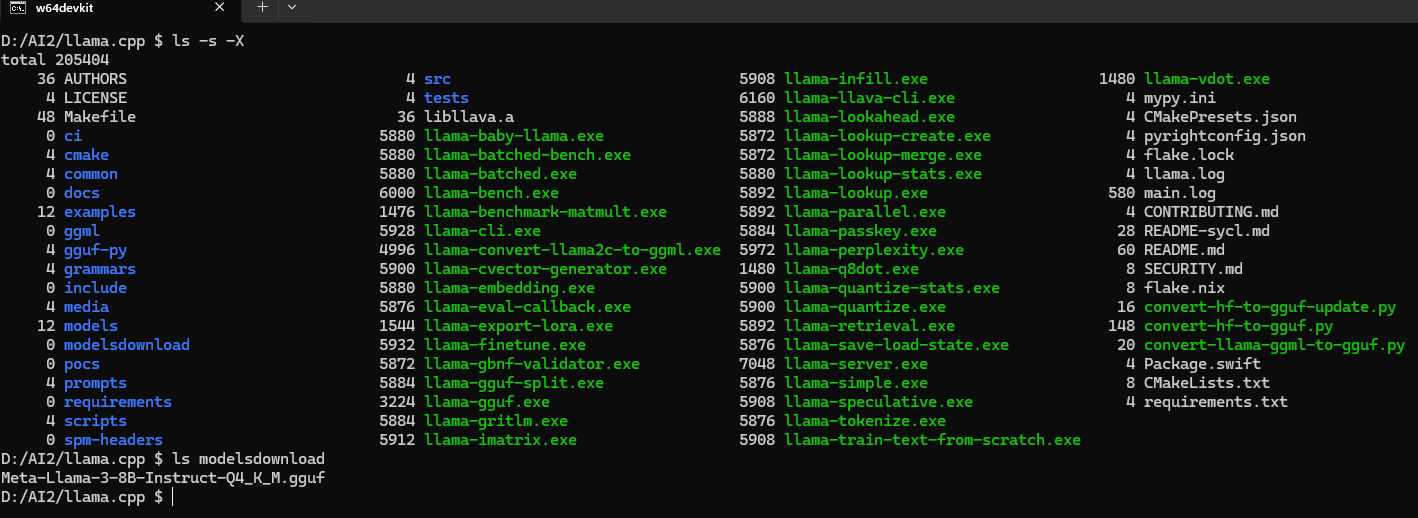 w64devkit
D:/AI2/llama.cpp $ ls -s -X
total 205404
36 AUTHORS 4 src 5908 llama-infill.exe 1480 llama-vdot.exe
4 LICENSE 4 tests 6160 llama-llava-cli.exe 4 mypy.ini
48 Makefile 36 libllava.a 5888 llama-lookahead.exe 4 CMakePresets.json
0 ci 5880 llama-baby-llama.exe 5872 llama-lookup-create.exe 4 pyrightconfig.json
4 cmake 5880 llama-batched-bench.exe 5872 llama-lookup-merge.exe 4 flake.lock
4 common 5880 llama-batched.exe 5880 llama-lookup-stats.exe 4 llama.log
0 docs 6000 llama-bench.exe 5892 llama-lookup.exe 580 main.log
12 examples 1476 llama-benchmark-matmult.exe 5892 llama-parallel.exe 4 CONTRIBUTING.md
0 ggml 5928 llama-cli.exe 5884 llama-passkey.exe 28 README-sycl.md
4 gguf-py 4996 llama-convert-llama2c-to-ggml.exe 5972 llama-perplexity.exe 60 README.md
4 grammars 5900 llama-cvector-generator.exe 1480 llama-q8dot.exe 8 SECURITY.md
0 include 5880 llama-embedding.exe 5900 llama-quantize-stats.exe 8 flake.nix
4 media 5876 llama-eval-callback.exe 5900 llama-quantize.exe 16 convert-hf-to-gguf-update.py
12 models 1544 llama-export-lora.exe 5892 llama-retrieval.exe 148 convert-hf-to-gguf.py
0 modelsdownload 5932 llama-finetune.exe 5876 llama-save-load-state.exe 20 convert-llama-ggml-to-gguf.py
0 pocs 5872 llama-gbnf-validator.exe 7048 llama-server.exe 4 Package.swift
4 prompts 5884 llama-gguf-split.exe 5876 llama-simple.exe 8 CMakeLists.txt
0 requirements 3224 llama-gguf.exe 5908 llama-speculative.exe 4 requirements.txt
4 scripts 5884 llama-gritlm.exe 5876 llama-tokenize.exe
0 spm-headers 5912 llama-imatrix.exe 5908 llama-train-text-from-scratch.exe
D:/AI2/llama.cpp $ ls modelsdownload
Meta-Llama-3-8B-Instruct-Q4_K_M.gguf
D:/AI2/llama.cpp $